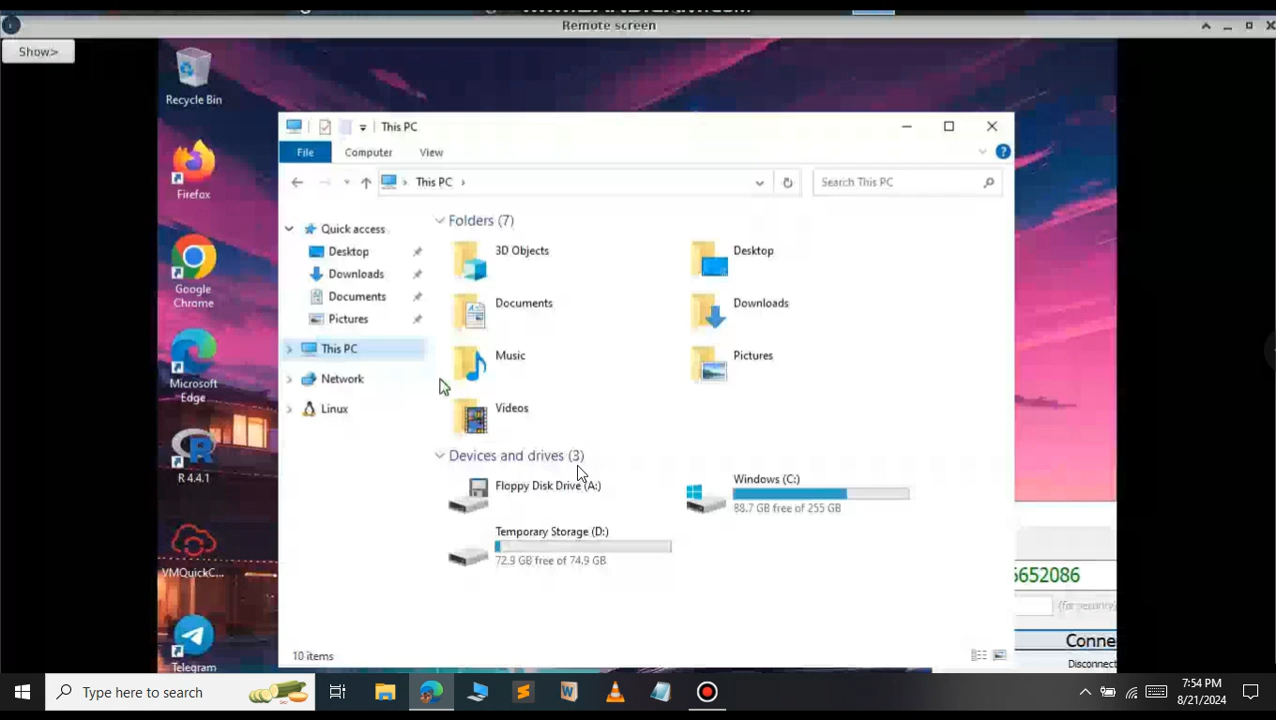 Remote screen
Show>
Recycle Bin
Firefox
Google
Chrome
Microsoft
Edge
R 4.4.1
VMQuickC...
Telegram
This PC
File
Computer
View
This PC
Search This PC
Quick access
Desktop
Downloads
Documents
Pictures
This PC
Network
Linux
Folders (7)
3D Objects
Desktop
Documents
Downloads
Music
Pictures
Videos
Devices and drives (3)
Floppy Disk Drive (A:)
Windows (C:)
88.7 GB free of 255 GB
Temporary Storage (D:)
72.9 GB free of 74.9 GB
10 items
5652086
(for security)
Conne
Disconnect
Type here to search
7:54 PM
8/21/2024